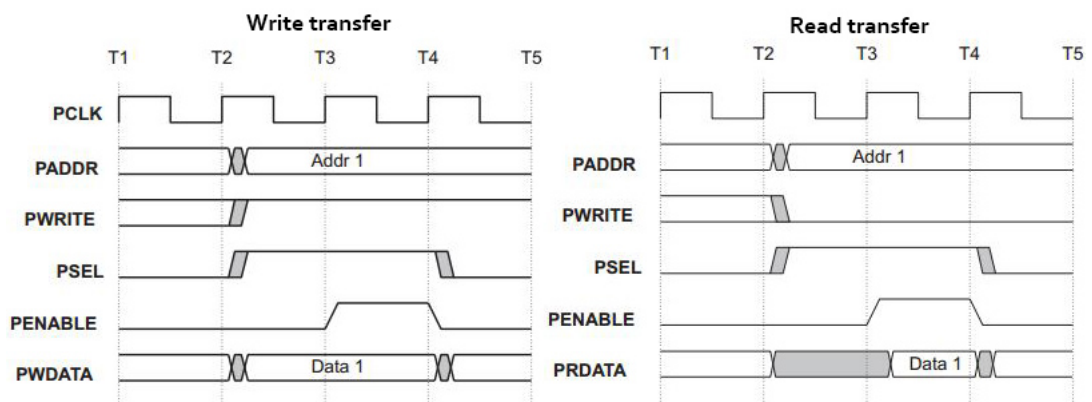 Write transfer
T1 T2 T3 T4 T5
PCLK
PADDR Addr 1
PWRITE
PSEL
PENABLE
PWDATA Data 1
Read transfer
T1 T2 T3 T4 T5
PADDR Addr 1
PWRITE
PSEL
PENABLE
PRDATA Data 1